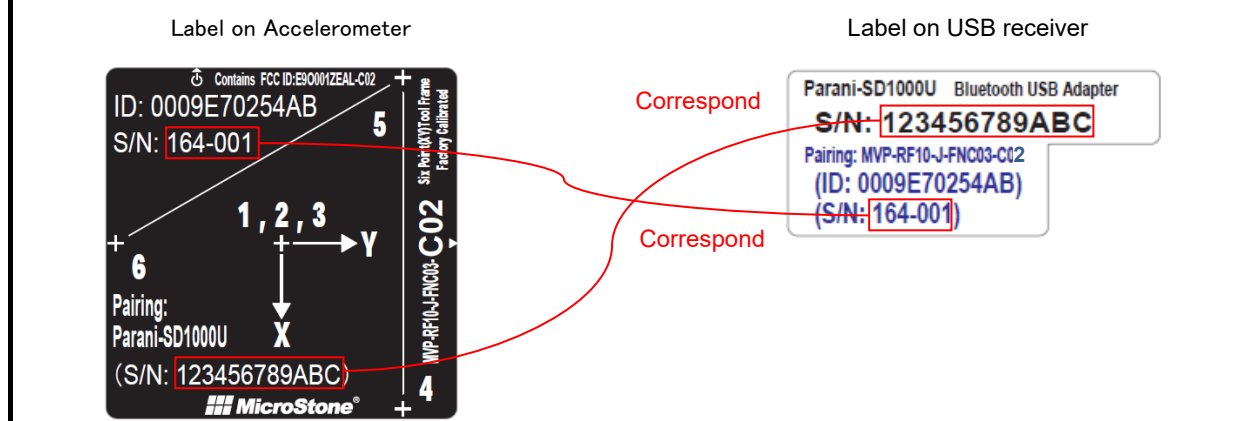 Label on Accelerometer
Label on USB receiver
Contains FCC ID:E9O001ZEAL-C02
ID: 0009E70254AB
S/N: 164-001
5
Six Point(XY)Tool Frame
Factory Calibrated
1 , 2 , 3
Y
6
X
Pairing:
Parani-SD1000U
(S/N: 123456789ABC)
MVP-RF10-J-FNC03-C02
4
MicroStone®
Correspond
Correspond
Parani-SD1000U Bluetooth USB Adapter
S/N: 123456789ABC
Pairing: MVP-RF10-J-FNC03-C02
(ID: 0009E70254AB)
(S/N: 164-001)